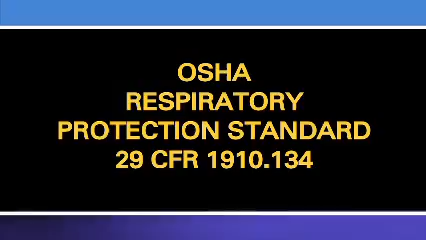 OSHA
RESPIRATORY
PROTECTION STANDARD
29 CFR 1910.134